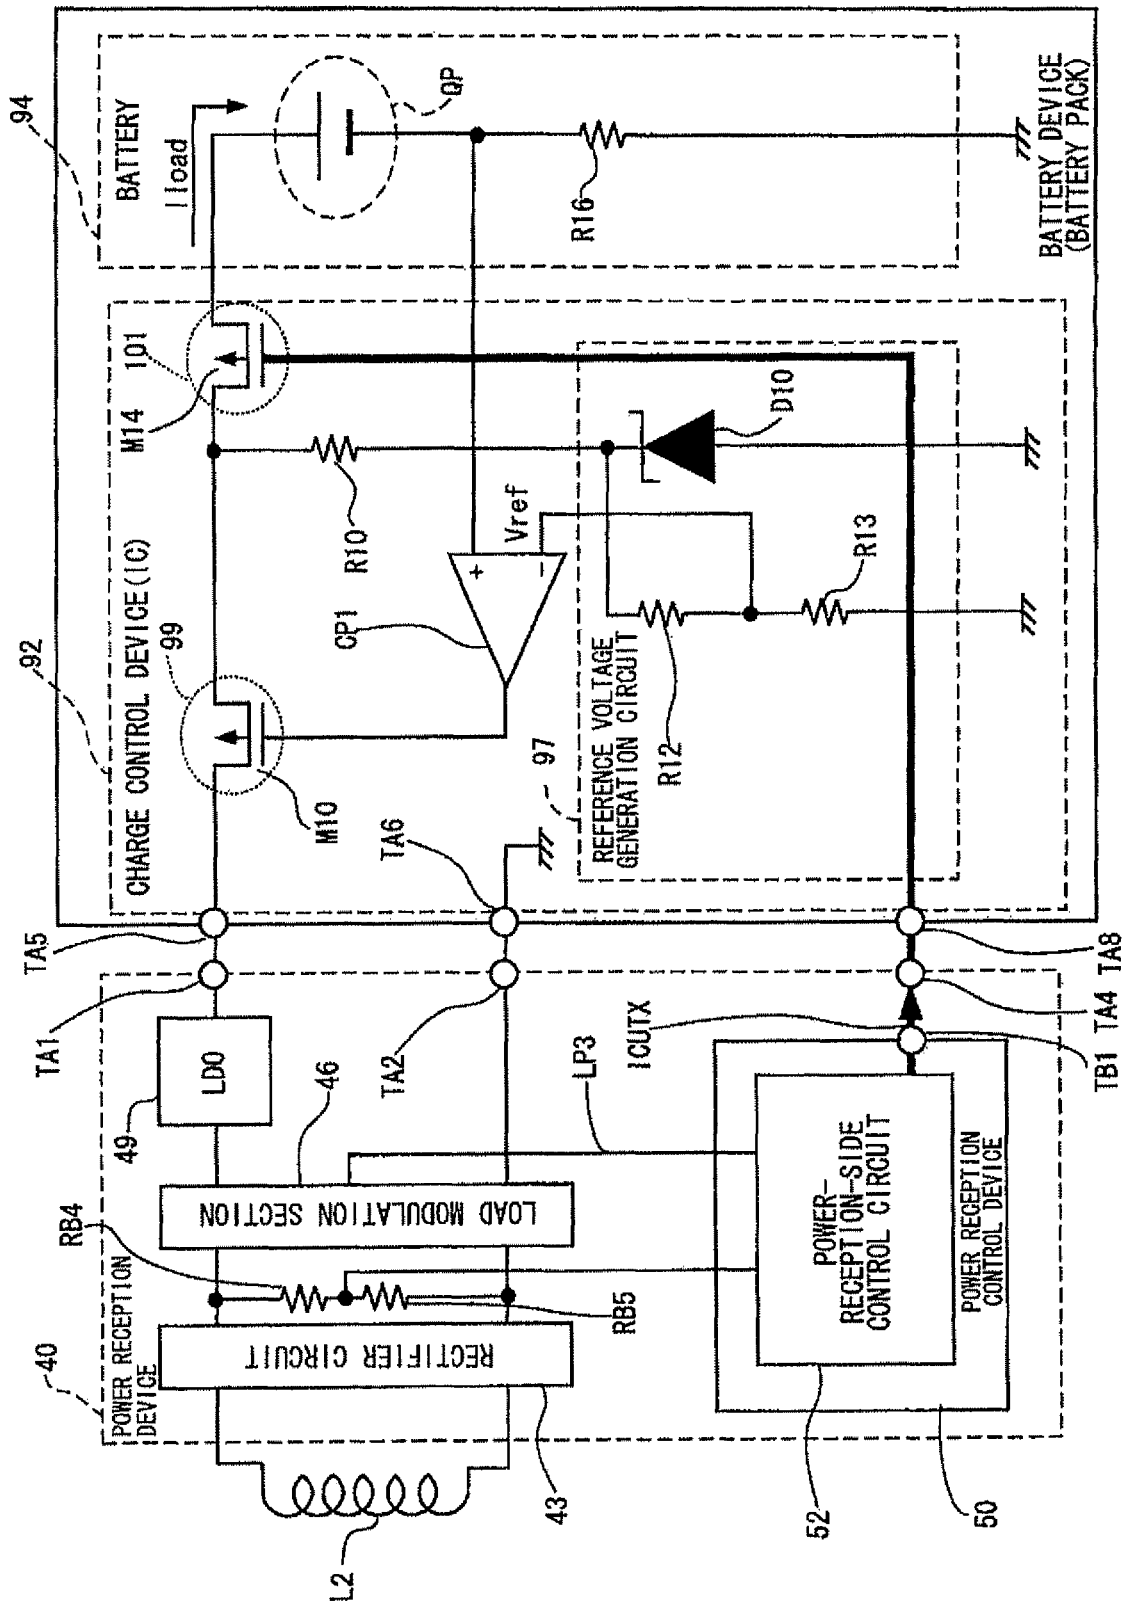 94
BATTERY
Iload
QP
R16
BATTERY DEVICE
(BATTERY PACK)
92
CHARGE CONTROL DEVICE(IC)
99
101
M14
M10
R10
CP1
+
−
Vref
D10
R13
R12
97
REFERENCE VOLTAGE
GENERATION CIRCUIT
TA5
TA6
TA8
TA1
TA2
TA4
TB1
ICUTX
LP3
LDO
49
46
LOAD MODULATION SECTION
RB4
RB5
RECTIFIER CIRCUIT
43
40
POWER RECEPTION
DEVICE
L2
POWER-
RECEPTION-SIDE
CONTROL CIRCUIT
POWER RECEPTION
CONTROL DEVICE
52
50